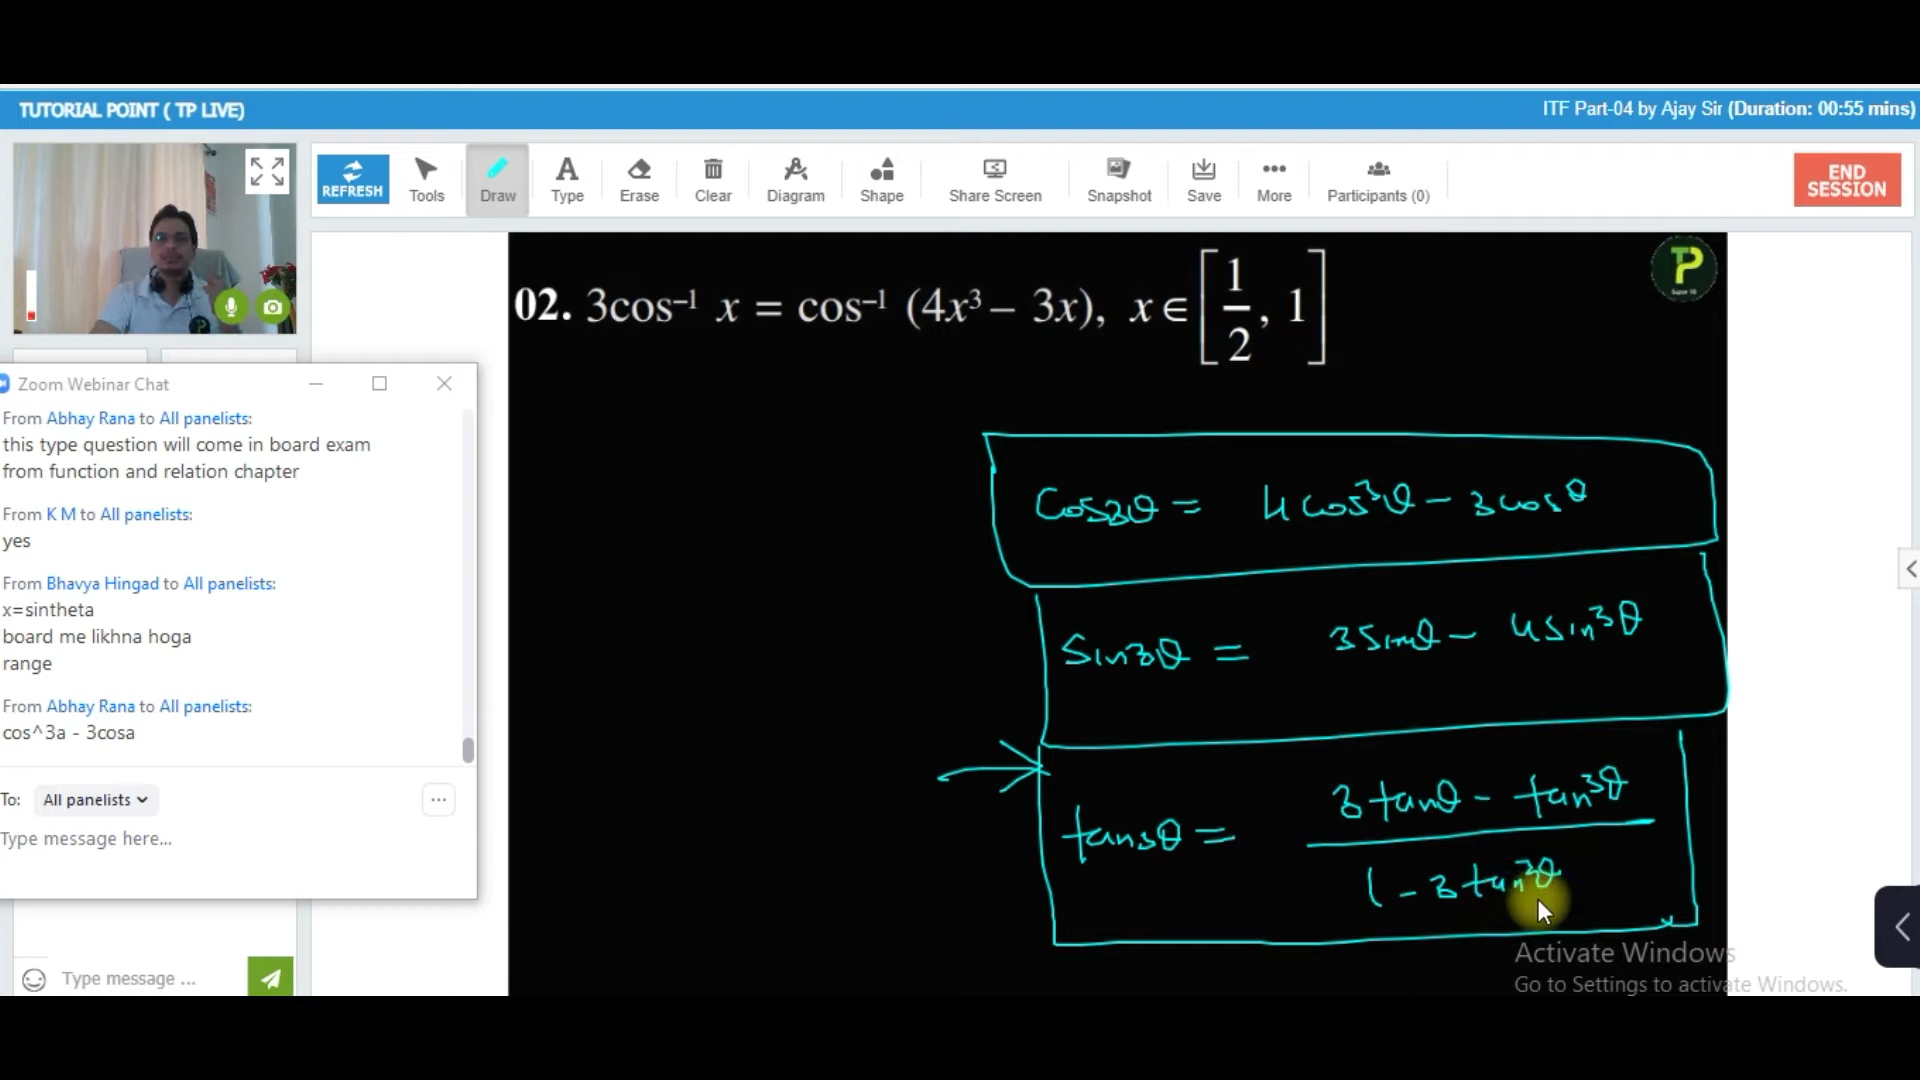 TUTORIAL POINT ( TP LIVE)
ITF Part-04 by Ajay Sir (Duration: 00:55 mins)
REFRESH
Tools
Draw
Type
Erase
Clear
Diagram
Shape
Share Screen
Snapshot
Save
More
Participants (0)
END SESSION
02. 3cos⁻¹ x = cos⁻¹ (4x³ – 3x), x ∈ [1/2, 1]
TP
Zoom Webinar Chat
From Abhay Rana to All panelists:
this type question will come in board exam
from function and relation chapter
From K M to All panelists:
yes
From Bhavya Hingad to All panelists:
x=sintheta
board me likhna hoga
range
From Abhay Rana to All panelists:
cos^3a - 3cosa
To: All panelists
Type message here...
Type message ...
Cos3θ = 4cos³θ – 3cosθ
Sin3θ = 3sinθ – 4sin³θ
tan3θ = 3tanθ – tan³θ
1 – 3tan³θ
Activate Windows
Go to Settings to activate Windows.